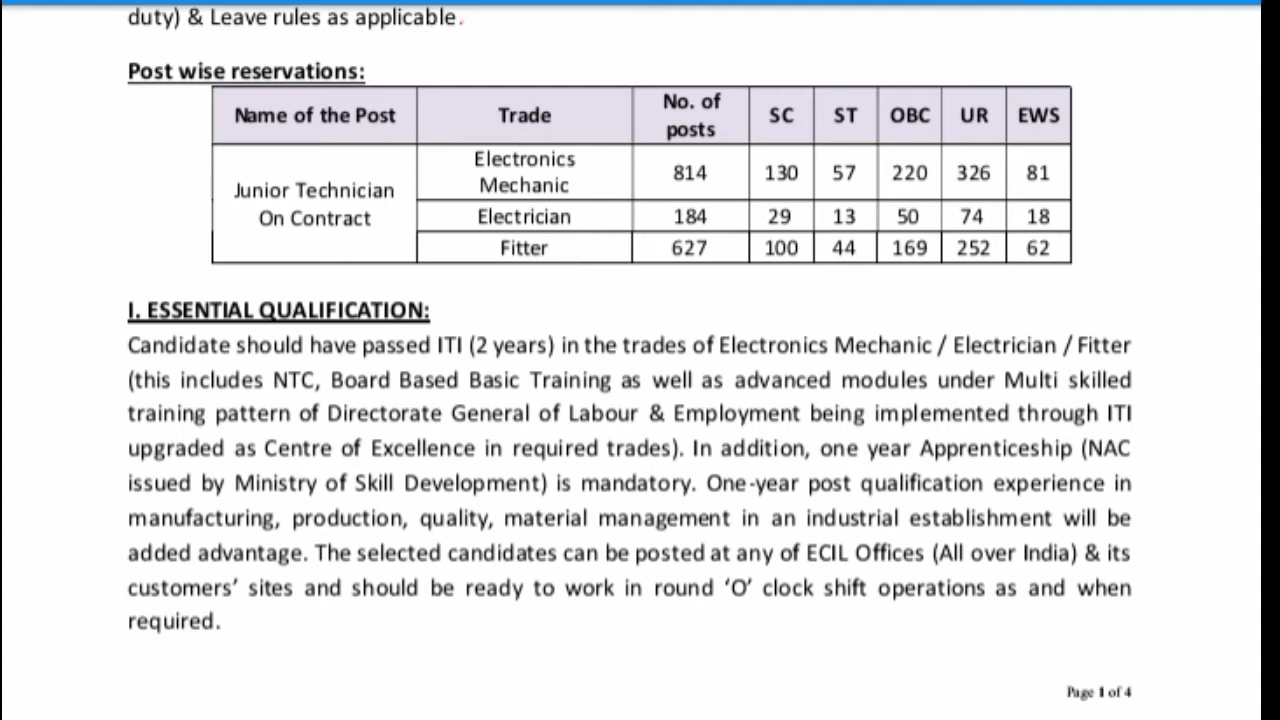 duty) & Leave rules as applicable.
Post wise reservations:
Name of the Post Trade No. of posts SC ST OBC UR EWS
Junior Technician On Contract Electronics Mechanic 814 130 57 220 326 81
Electrician 184 29 13 50 74 18
Fitter 627 100 44 169 252 62
I. ESSENTIAL QUALIFICATION:
Candidate should have passed ITI (2 years) in the trades of Electronics Mechanic / Electrician / Fitter
(this includes NTC, Board Based Basic Training as well as advanced modules under Multi skilled
training pattern of Directorate General of Labour & Employment being implemented through ITI
upgraded as Centre of Excellence in required trades). In addition, one year Apprenticeship (NAC
issued by Ministry of Skill Development) is mandatory. One-year post qualification experience in
manufacturing, production, quality, material management in an industrial establishment will be
added advantage. The selected candidates can be posted at any of ECIL Offices (All over India) & its
customers’ sites and should be ready to work in round ‘O’ clock shift operations as and when
required.
Page 1 of 4